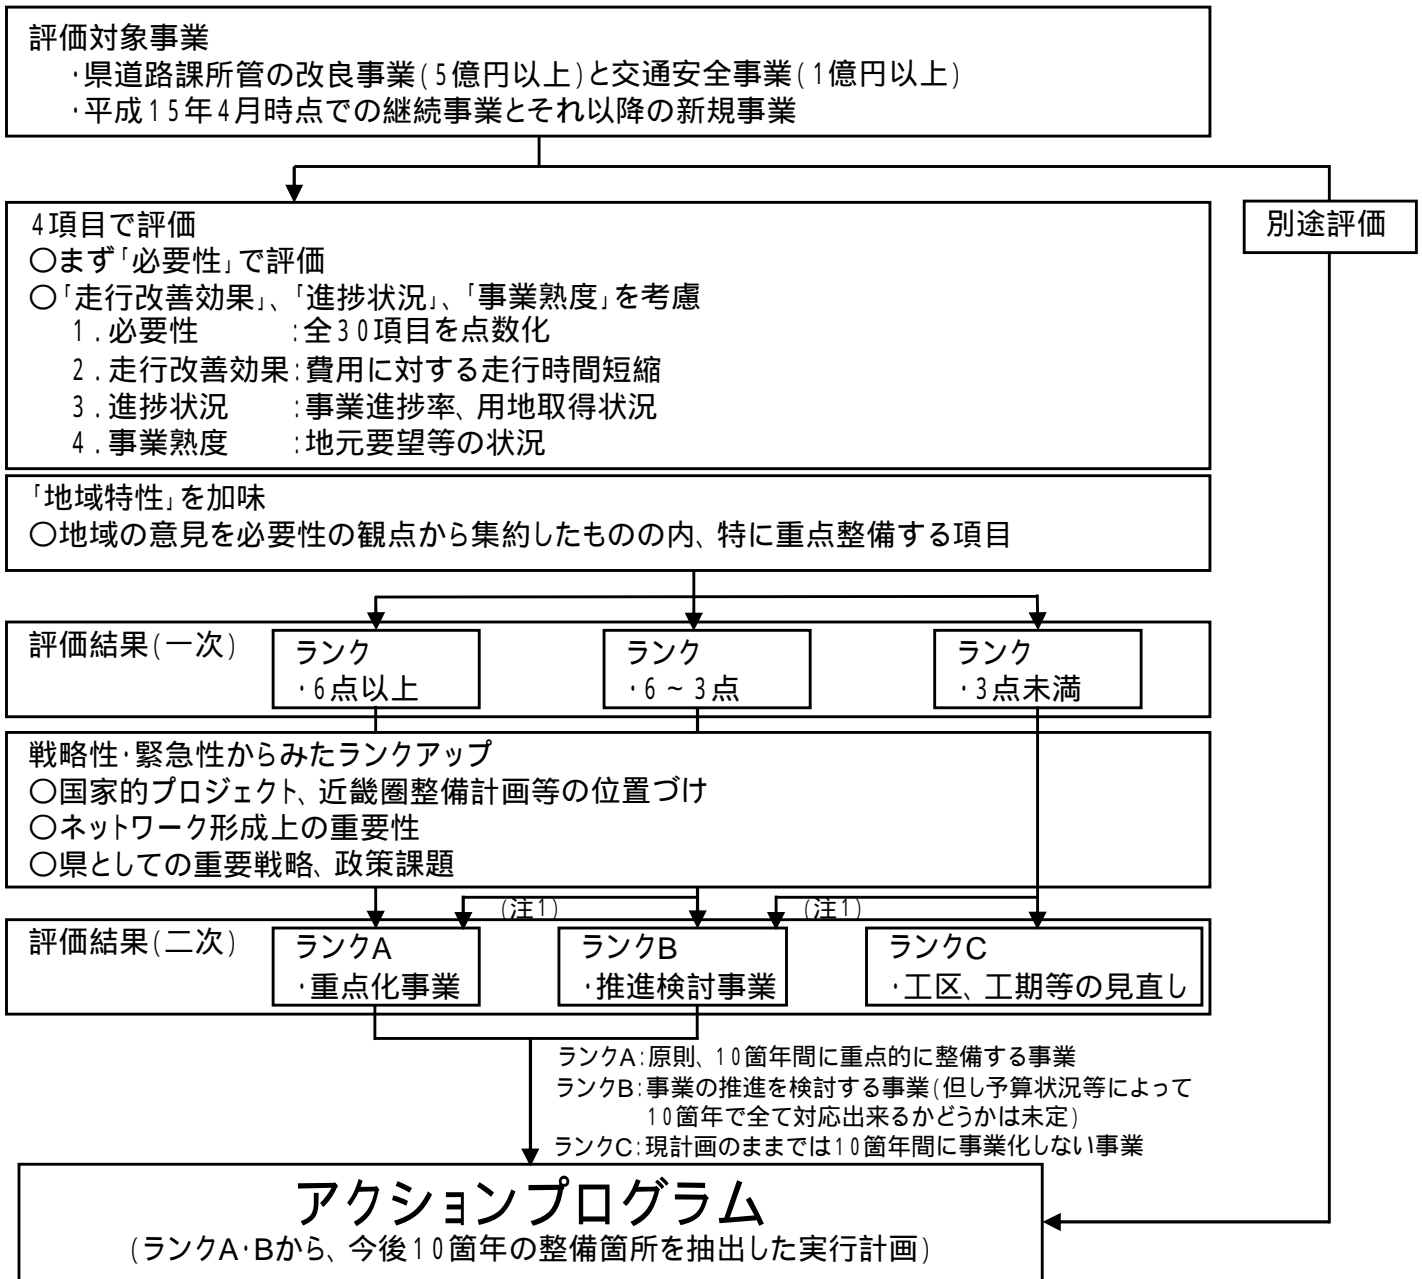 評価対象事業
・県道路課所管の改良事業(5億円以上)と交通安全事業(1億円以上)
・平成15年4月時点での継続事業とそれ以降の新規事業
4項目で評価
○まず「必要性」で評価
○「走行改善効果」、「進捗状況」、「事業熟度」を考慮
1.必要性 :全30項目を点数化
2.走行改善効果:費用に対する走行時間短縮
3.進捗状況 :事業進捗率、用地取得状況
4.事業熟度 :地元要望等の状況
別途評価
「地域特性」を加味
○地域の意見を必要性の観点から集約したものの内、特に重点整備する項目
評価結果(一次)
ランク
・6点以上
ランク
・6~3点
ランク
・3点未満
戦略性・緊急性からみたランクアップ
○国家的プロジェクト、近畿圏整備計画等の位置づけ
○ネットワーク形成上の重要性
○県としての重要戦略、政策課題
(注1)
(注1)
評価結果(二次)
ランクA
・重点化事業
ランクB
・推進検討事業
ランクC
・工区、工期等の見直し
ランクA:原則、10箇年間に重点的に整備する事業
ランクB:事業の推進を検討する事業(但し予算状況等によって
10箇年で全て対応出来るかどうかは未定)
ランクC:現計画のままでは10箇年間に事業化しない事業
アクションプログラム
(ランクA・Bから、今後10箇年の整備箇所を抽出した実行計画)